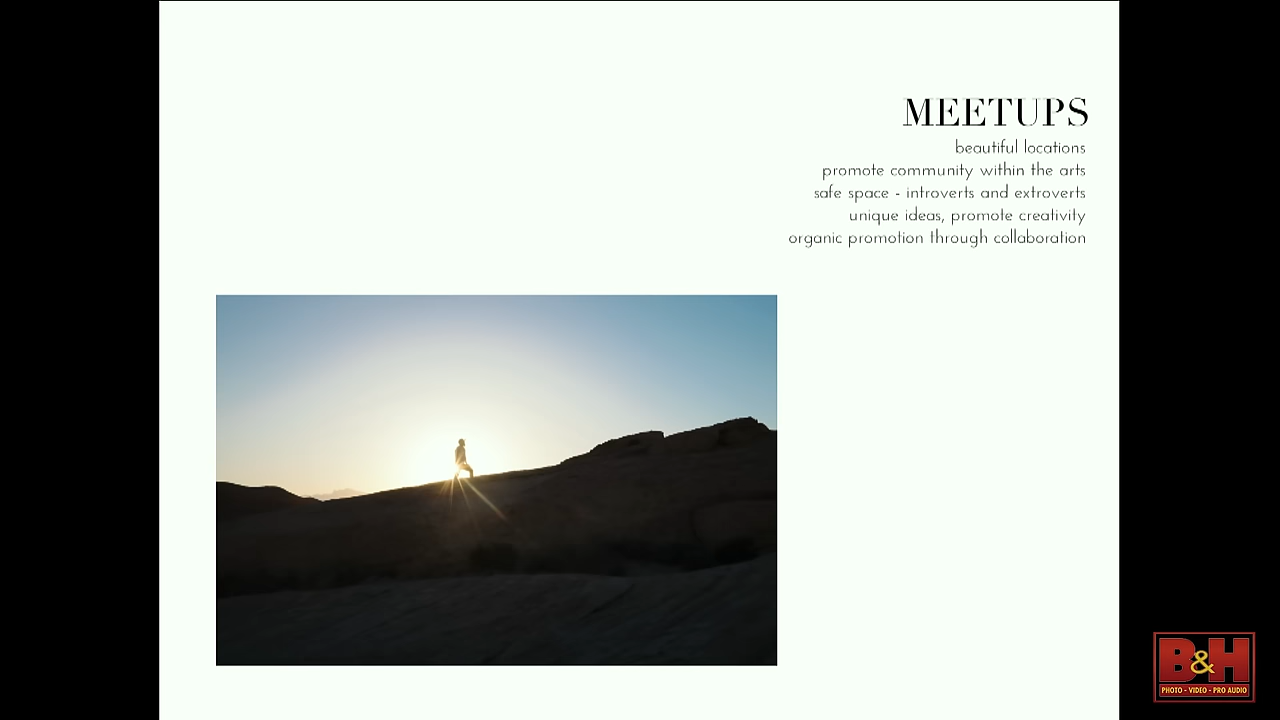 MEETUPS
beautiful locations
promote community within the arts
safe space - introverts and extroverts
unique ideas, promote creativity
organic promotion through collaboration
B&H
PHOTO - VIDEO - PRO AUDIO